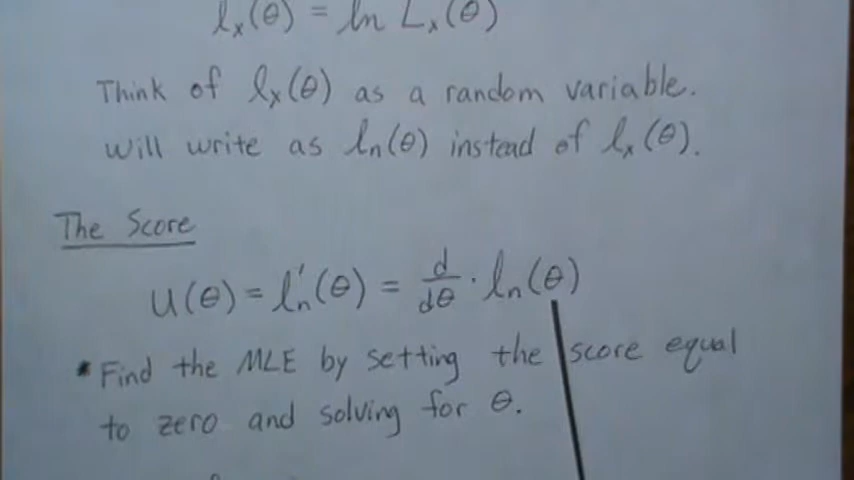 lₓ(θ) = ln Lₓ(θ)
Think of lₓ(θ) as a random variable.
Will write as lₙ(θ) instead of lₓ(θ).
The Score
u(θ) = lₙ'(θ) = d/dθ · lₙ(θ)
* Find the MLE by setting the score equal
to zero and solving for θ.